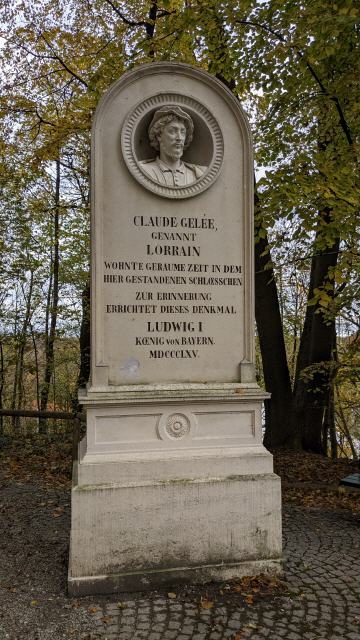 CLAUDE GELÉE,
GENANNT
LORRAIN
WOHNTE GERAUME ZEIT IN DEM
HIER GESTANDENEN SCHLŒSSCHEN
ZUR ERINNERUNG
ERRICHTET DIESES DENKMAL
LUDWIG I
KŒNIG VON BAYERN.
MDCCCLXV.